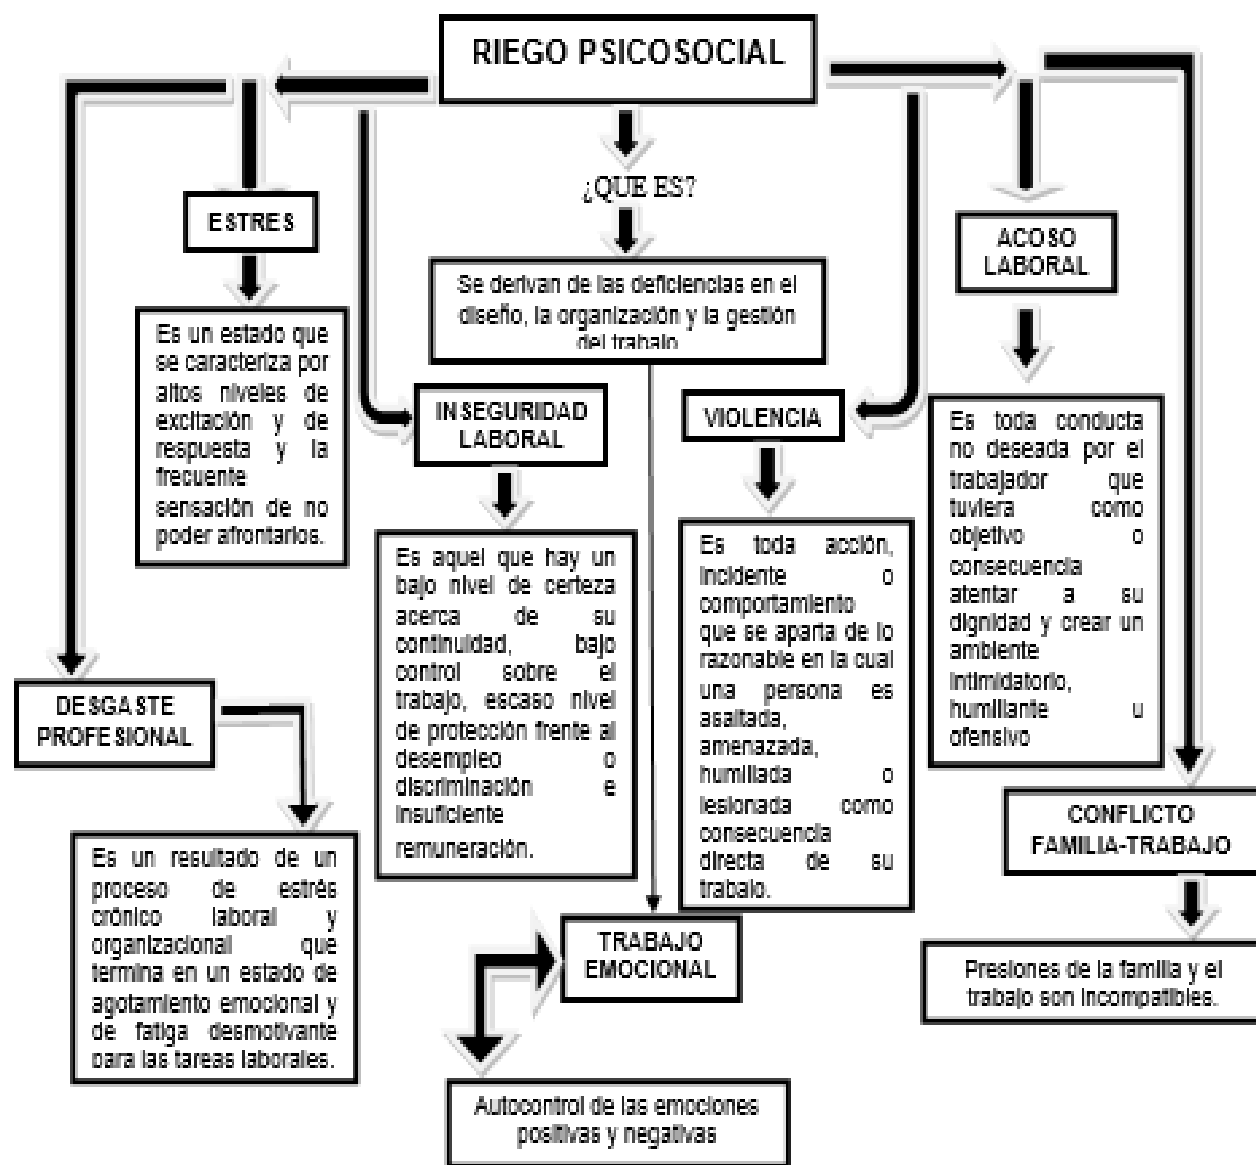 RIEGO PSICOSOCIAL
¿QUE ES?
Se derivan de las deficiencias en el
diseño, la organización y la gestión
del trabajo
ESTRES
Es un estado que
se caracteriza por
altos niveles de
excitación y de
respuesta y la
frecuente
sensación de no
poder afrontarlos.
INSEGURIDAD
LABORAL
Es aquel que hay un
bajo nivel de certeza
acerca de su
continuidad, bajo
control sobre el
trabajo, escaso nivel
de protección frente al
desempleo o
discriminación e
insuficiente
remuneración.
VIOLENCIA
Es toda acción,
incidente o
comportamiento
que se aparta de lo
razonable en la cual
una persona es
asaltada,
amenazada,
humillada o
lesionada como
consecuencia
directa de su
trabajo.
ACOSO
LABORAL
Es toda conducta
no deseada por el
trabajador que
tuviera como
objetivo o
consecuencia
atentar a su
dignidad y crear un
ambiente
intimidatorio,
humillante u
ofensivo
DESGASTE
PROFESIONAL
Es un resultado de un
proceso de estrés
crónico laboral y
organizacional que
termina en un estado de
agotamiento emocional y
de fatiga desmotivante
para las tareas laborales.
TRABAJO
EMOCIONAL
Autocontrol de las emociones
positivas y negativas
CONFLICTO
FAMILIA-TRABAJO
Presiones de la familia y el
trabajo son incompatibles.